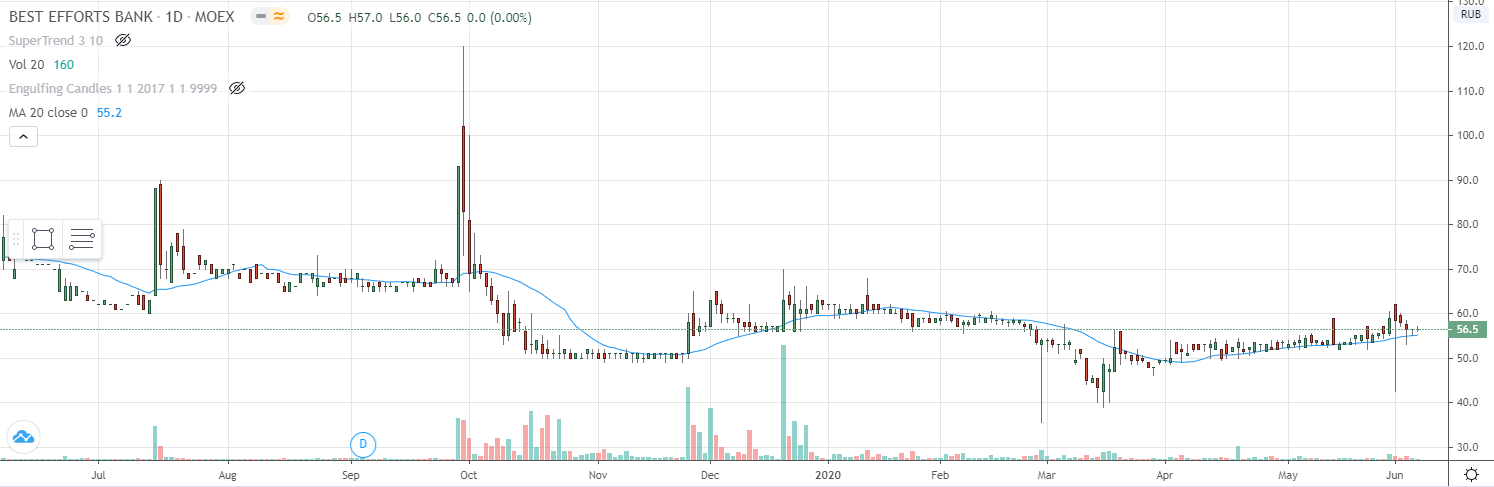 BEST EFFORTS BANK · 1D · MOEX O56.5 H57.0 L56.0 C56.5 0.0 (0.00%)
SuperTrend 3 10
Vol 20 160
Engulfing Candles 1 1 2017 1 1 9999
MA 20 close 0 55.2
130.0
RUB
120.0
110.0
100.0
90.0
80.0
70.0
60.0
56.5
50.0
40.0
30.0
D
Jul Aug Sep Oct Nov Dec 2020 Feb Mar Apr May Jun